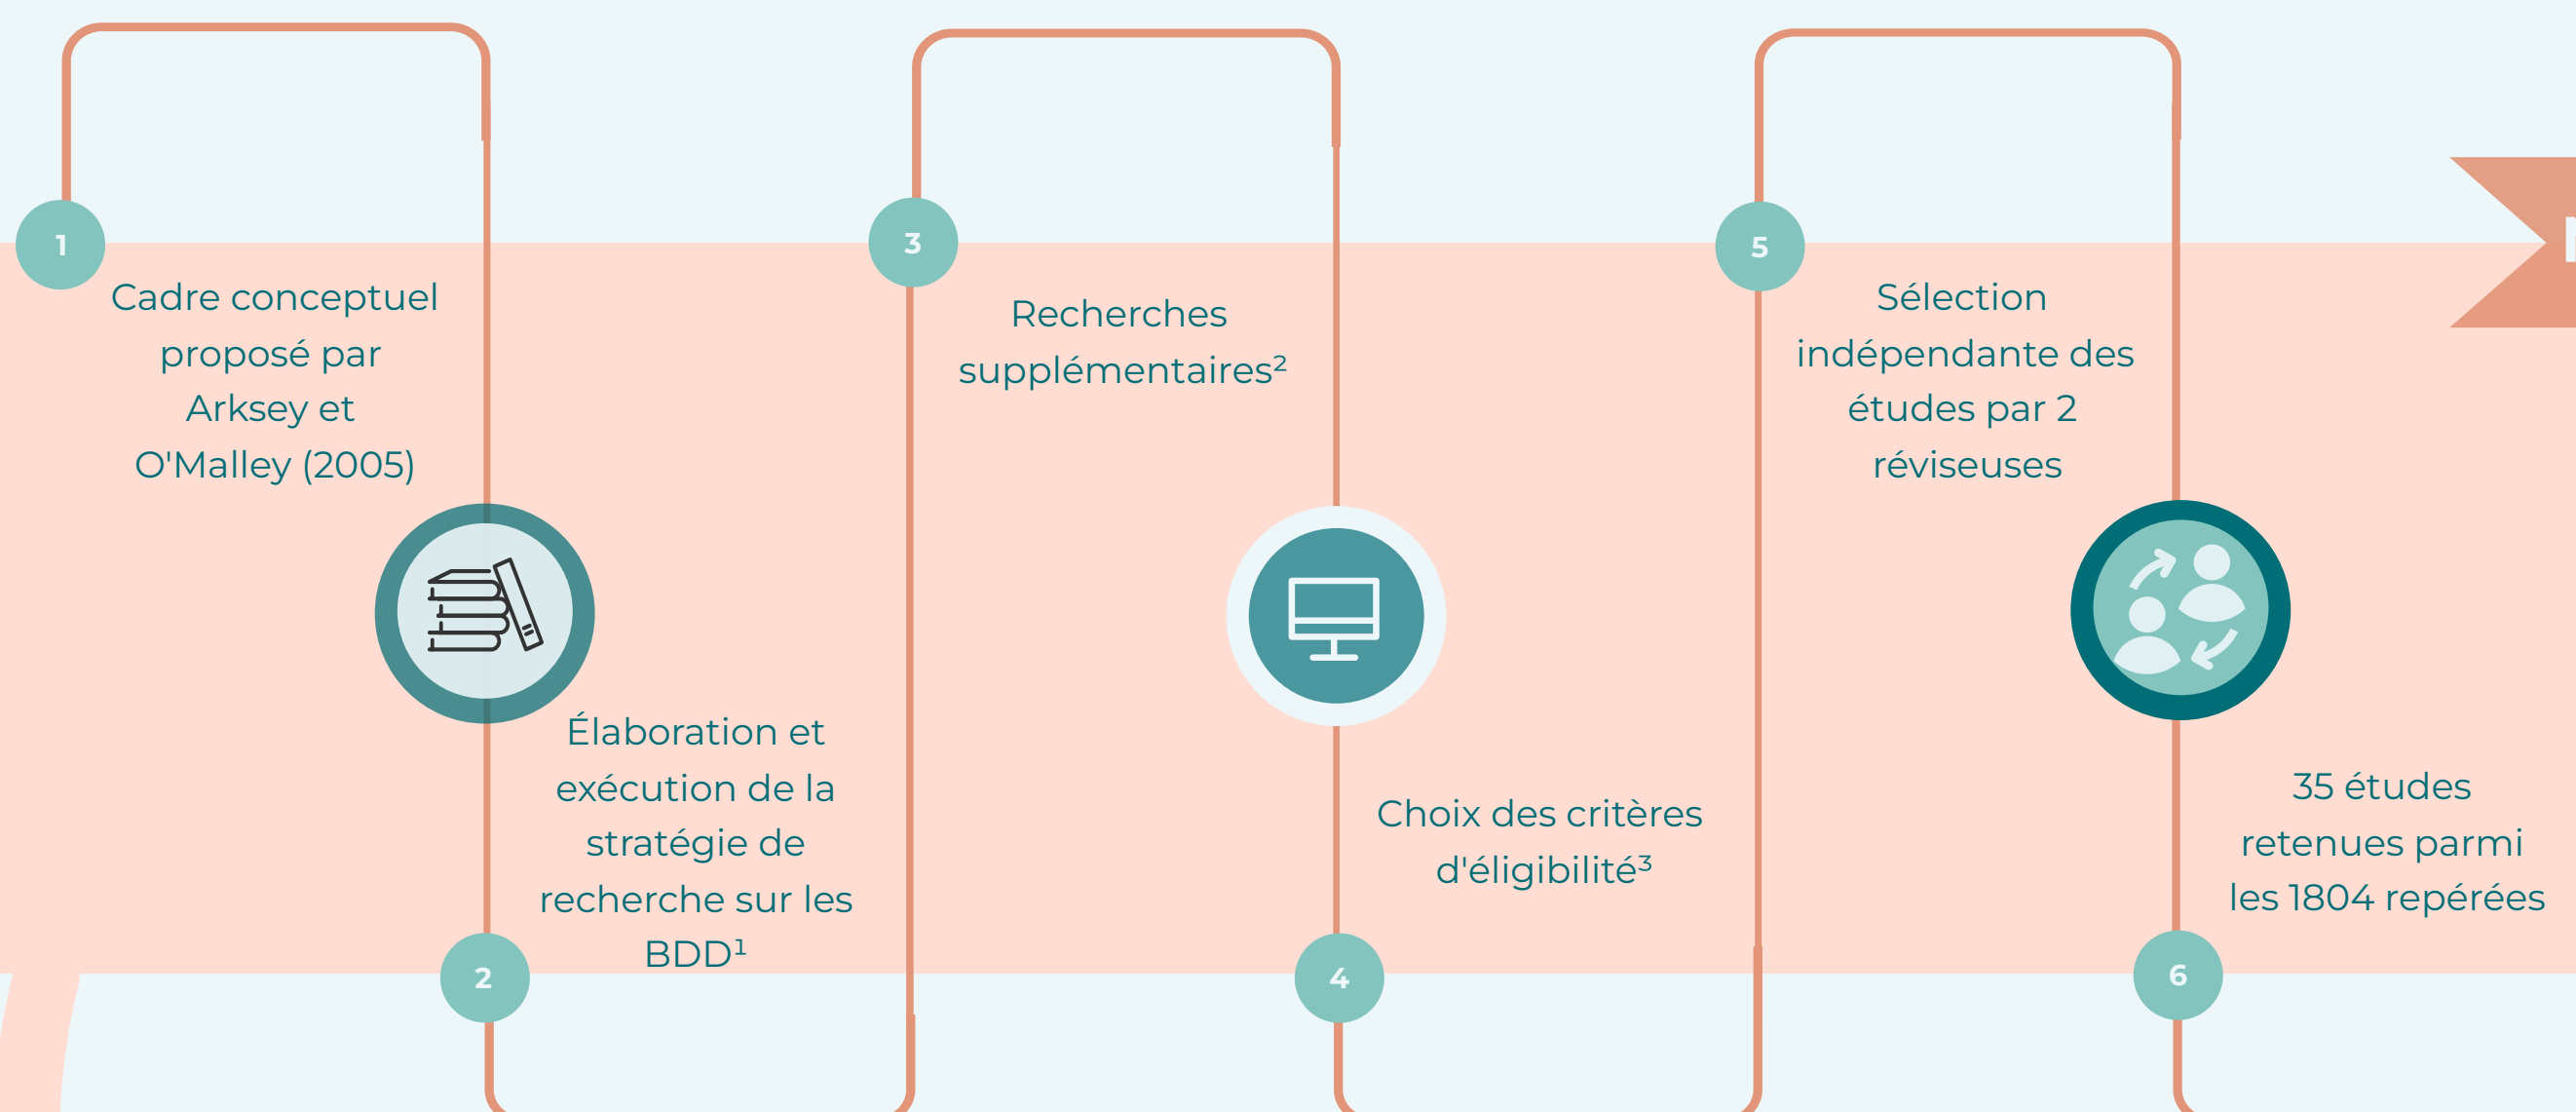 1
Cadre conceptuel
proposé par
Arksey et
O'Malley (2005)
2
Élaboration et
exécution de la
stratégie de
recherche sur les
BDD¹
3
Recherches
supplémentaires²
4
Choix des critères
d'éligibilité³
5
Sélection
indépendante des
études par 2
réviseuses
6
35 études
retenues parmi
les 1804 repérées